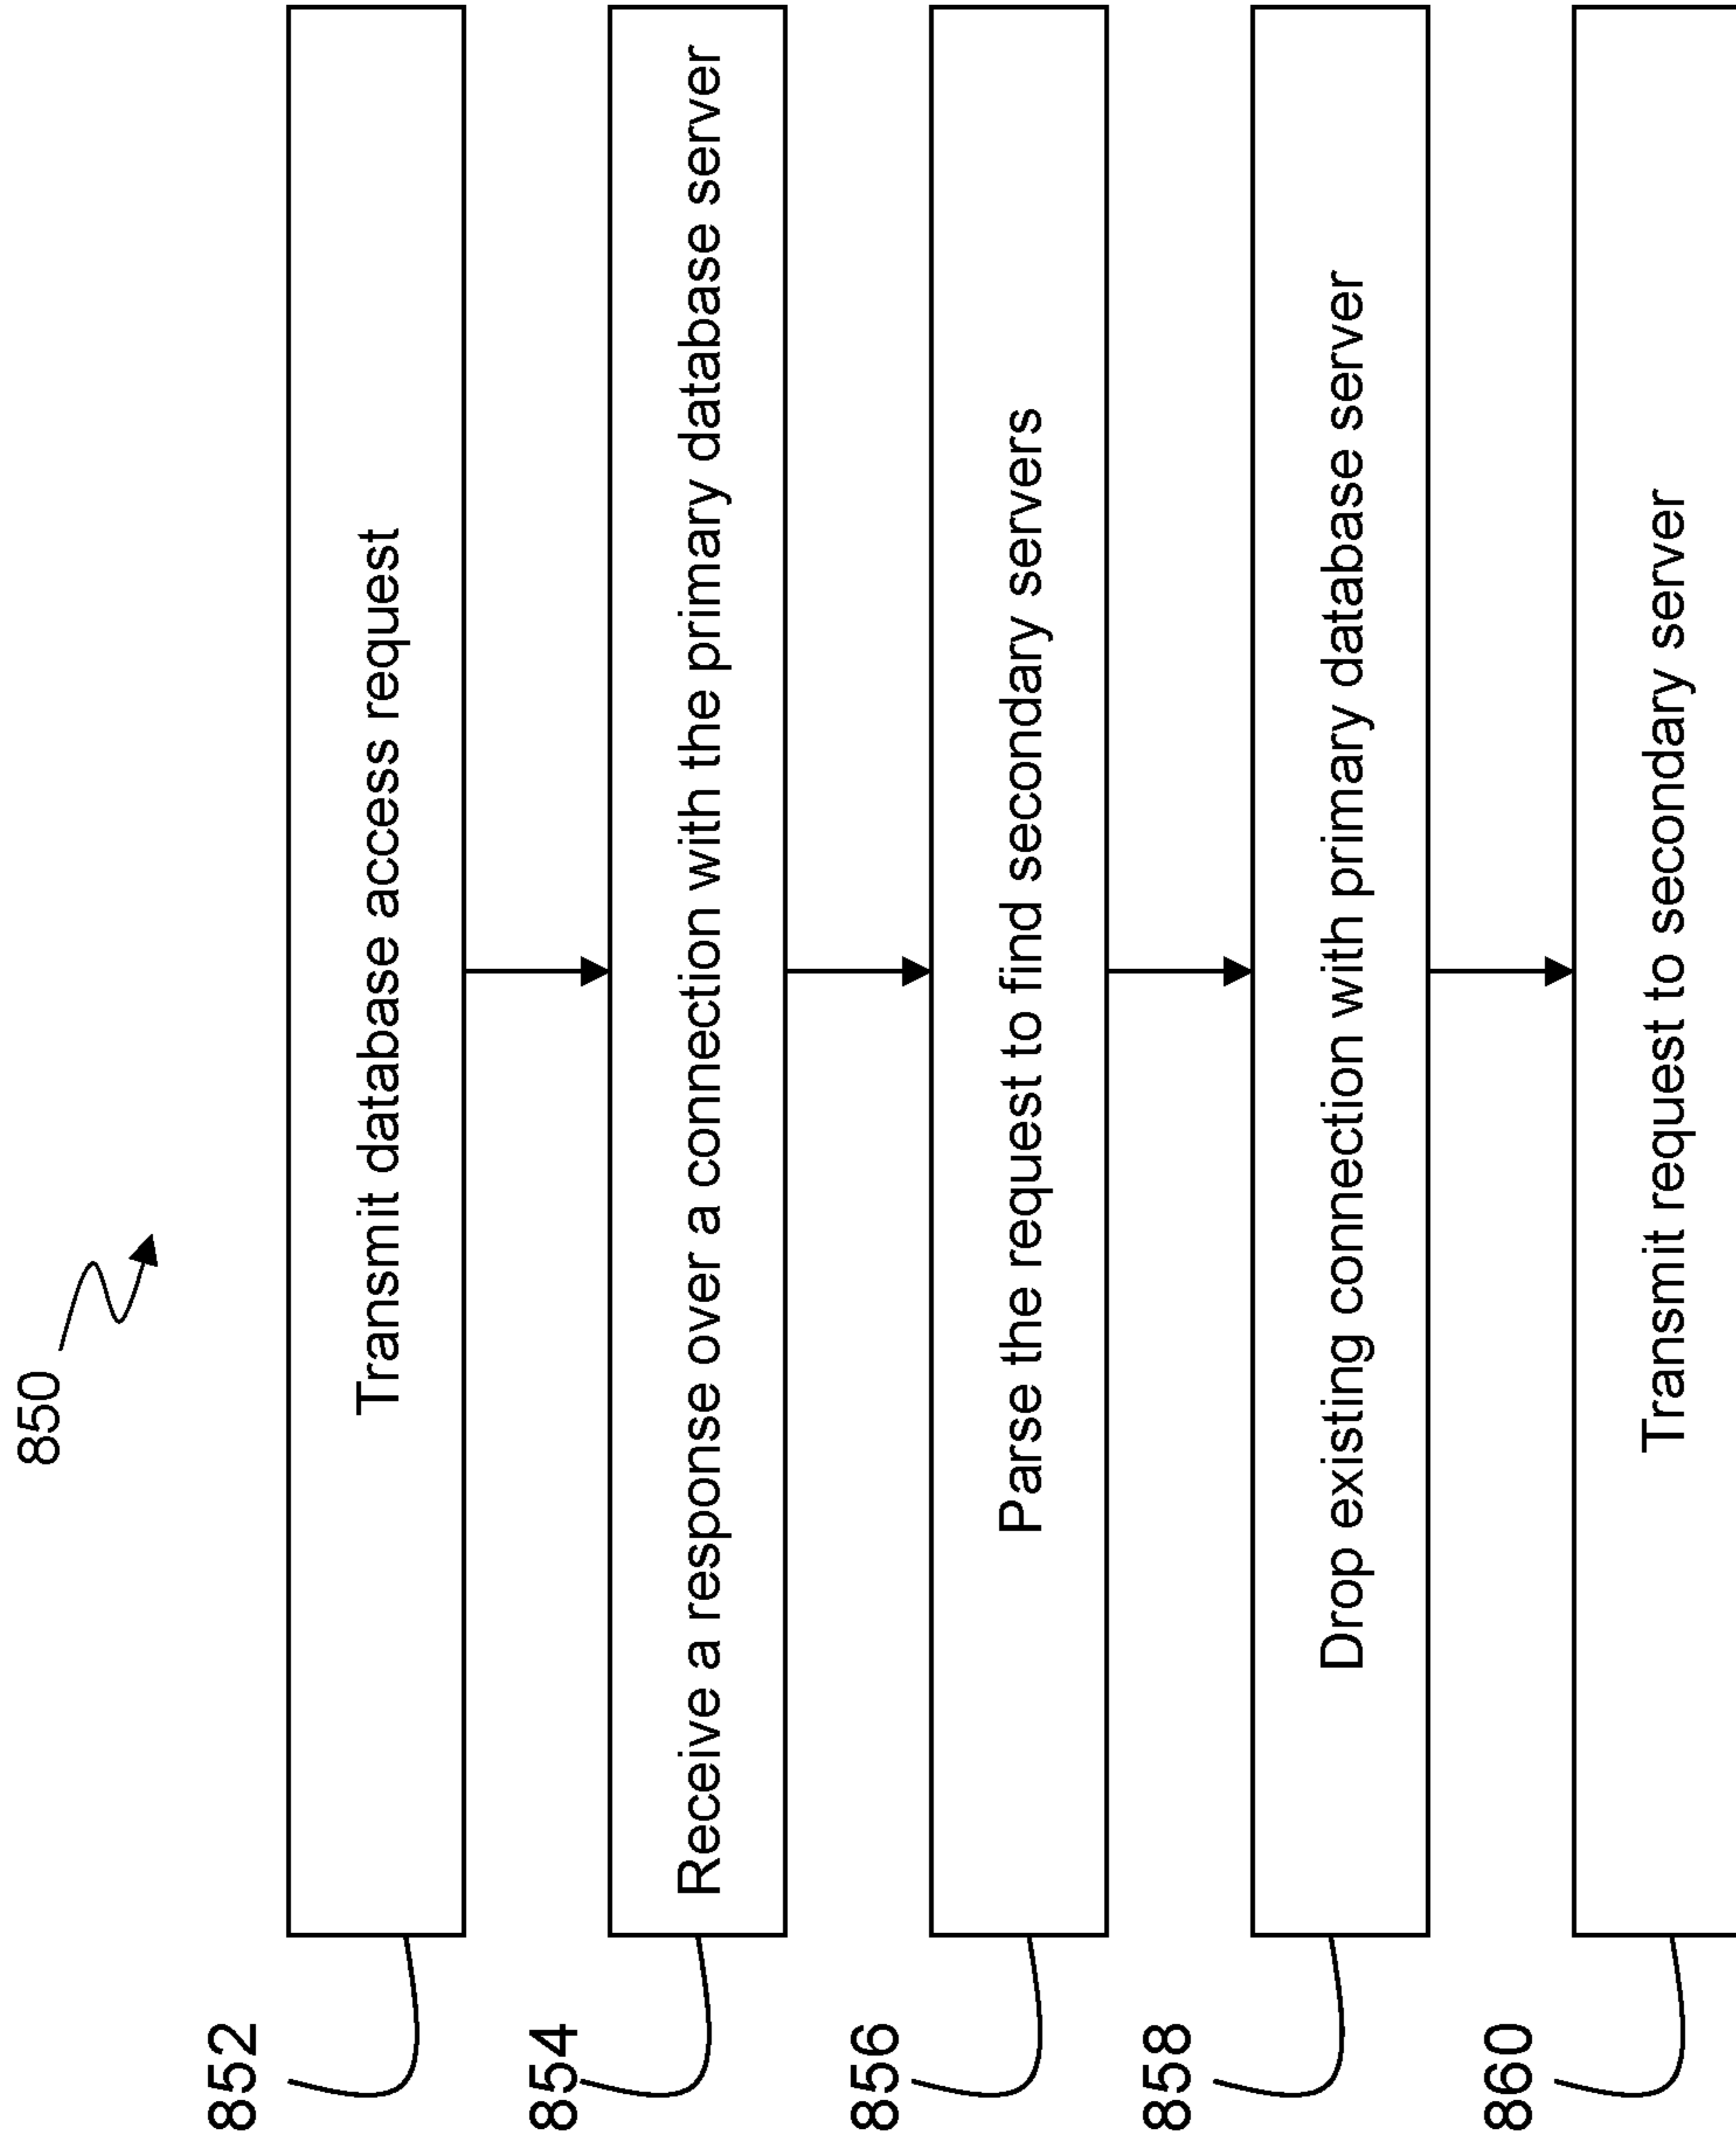 850
852
Transmit database access request
854
Receive a response over a connection with the primary database server
856
Parse the request to find secondary servers
858
Drop existing connection with primary database server
860
Transmit request to secondary server